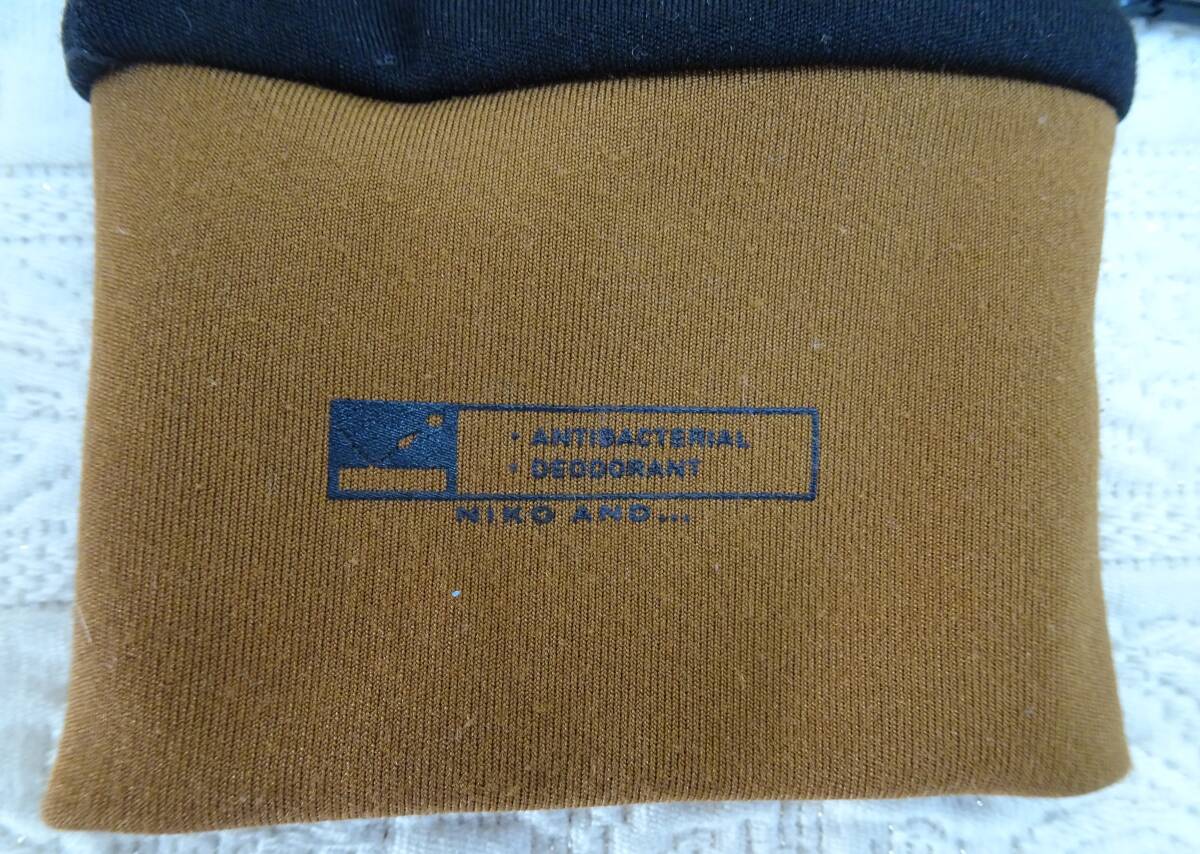 · ANTIBACTERIAL
· DEODORANT
NIKO AND...